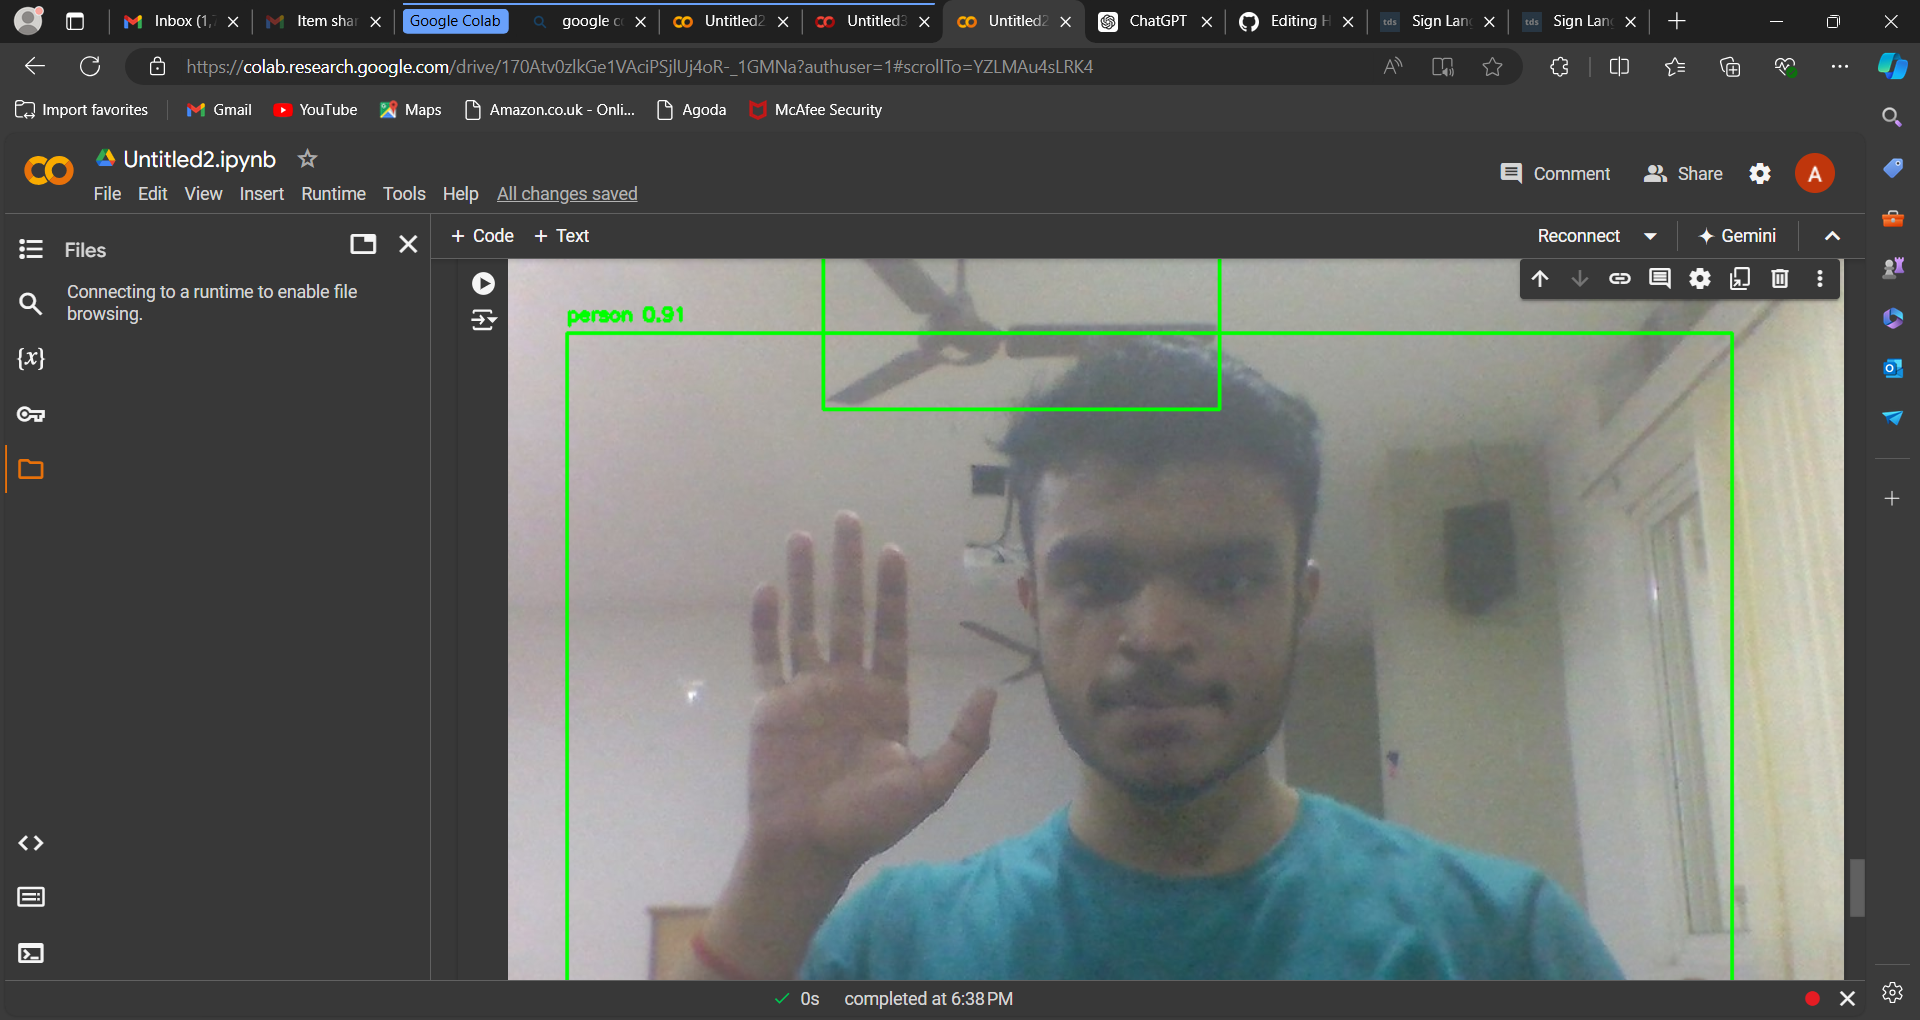 Inbox (1,
Item shar
Google Colab
google c
Untitled2
Untitled3
Untitled2
ChatGPT
Editing H
tds
Sign Lan
tds
Sign Lang
https://colab.research.google.com/drive/170Atv0zlkGe1VAciPSjlUj4oR-_1GMNa?authuser=1#scrollTo=YZLMAu4sLRK4
Import favorites
Gmail
YouTube
Maps
Amazon.co.uk - Onli...
Agoda
McAfee Security
Untitled2.ipynb
Comment
Share
A
File Edit View Insert Runtime Tools Help All changes saved
Files
+ Code + Text
Reconnect
Gemini
Connecting to a runtime to enable file
browsing.
{x}
person 0.91
0s completed at 6:38 PM